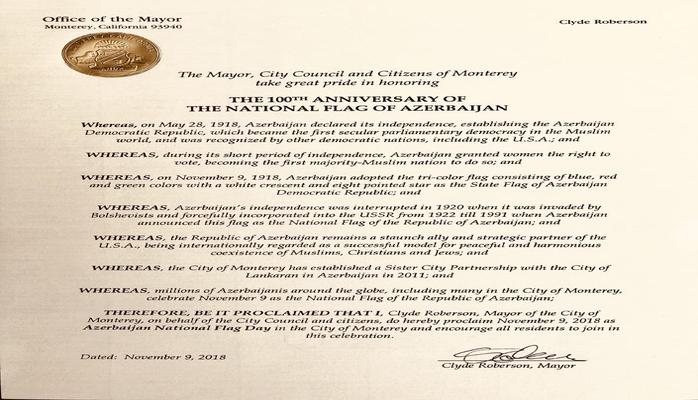 Office of the Mayor
Monterey, California 93940
Clyde Roberson
The Mayor, City Council and Citizens of Monterey
take great pride in honoring
THE 100TH ANNIVERSARY OF
THE NATIONAL FLAG OF AZERBAIJAN
Whereas, on May 28, 1918, Azerbaijan declared its independence, establishing the Azerbaijan
Democratic Republic, which became the first secular parliamentary democracy in the Muslim
world, and was recognized by other democratic nations, including the U.S.A.; and
WHEREAS, during its short period of independence, Azerbaijan granted women the right to
vote, becoming the first majority-Muslim nation to do so; and
WHEREAS, on November 9, 1918, Azerbaijan adopted the tri-color flag consisting of blue, red
and green colors with a white crescent and eight pointed star as the State Flag of Azerbaijan
Democratic Republic; and
WHEREAS, Azerbaijan's independence was interrupted in 1920 when it was invaded by
Bolshevists and forcefully incorporated into the USSR from 1922 till 1991 when Azerbaijan
announced this flag as the National Flag of the Republic of Azerbaijan; and
WHEREAS, the Republic of Azerbaijan remains a staunch ally and strategic partner of the
U.S.A., being internationally regarded as a successful model for peaceful and harmonious
coexistence of Muslims, Christians and Jews; and
WHEREAS, the City of Monterey has established a Sister City Partnership with the City of
Lankaran in Azerbaijan in 2011; and
WHEREAS, millions of Azerbaijanis around the globe, including many in the City of Monterey,
celebrate November 9 as the National Flag of the Republic of Azerbaijan;
THEREFORE, BE IT PROCLAIMED THAT I, Clyde Roberson, Mayor of the City of
Monterey, on behalf of the City Council and citizens, do hereby proclaim November 9, 2018 as
Azerbaijan National Flag Day in the City of Monterey and encourage all residents to join in
this celebration.
Dated: November 9, 2018
Clyde Roberson, Mayor